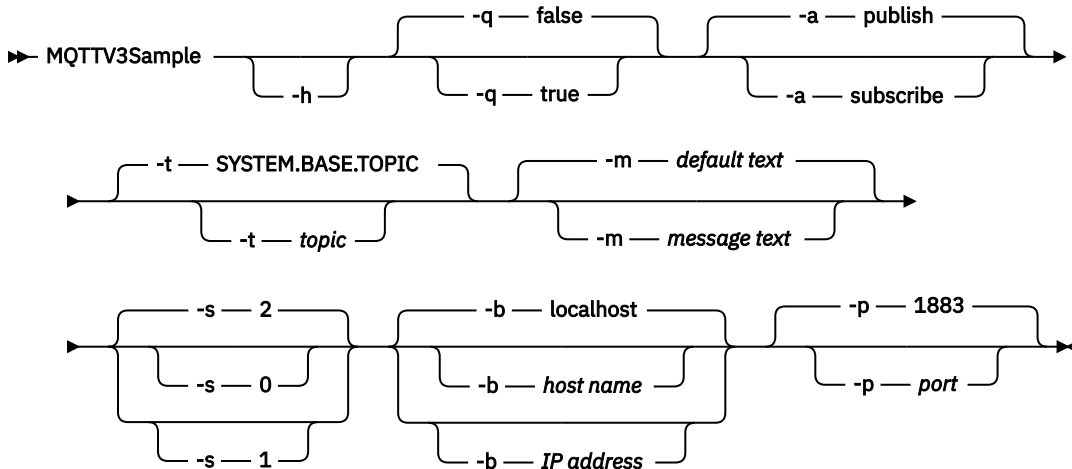 -q false -a publish
MQTTV3Sample
-h -q true -a subscribe
-t SYSTEM.BASE.TOPIC -m default text
-t topic -m message text
-s 2 -b localhost -p 1883
-s 0 -b host name -p port
-s 1 -b IP address